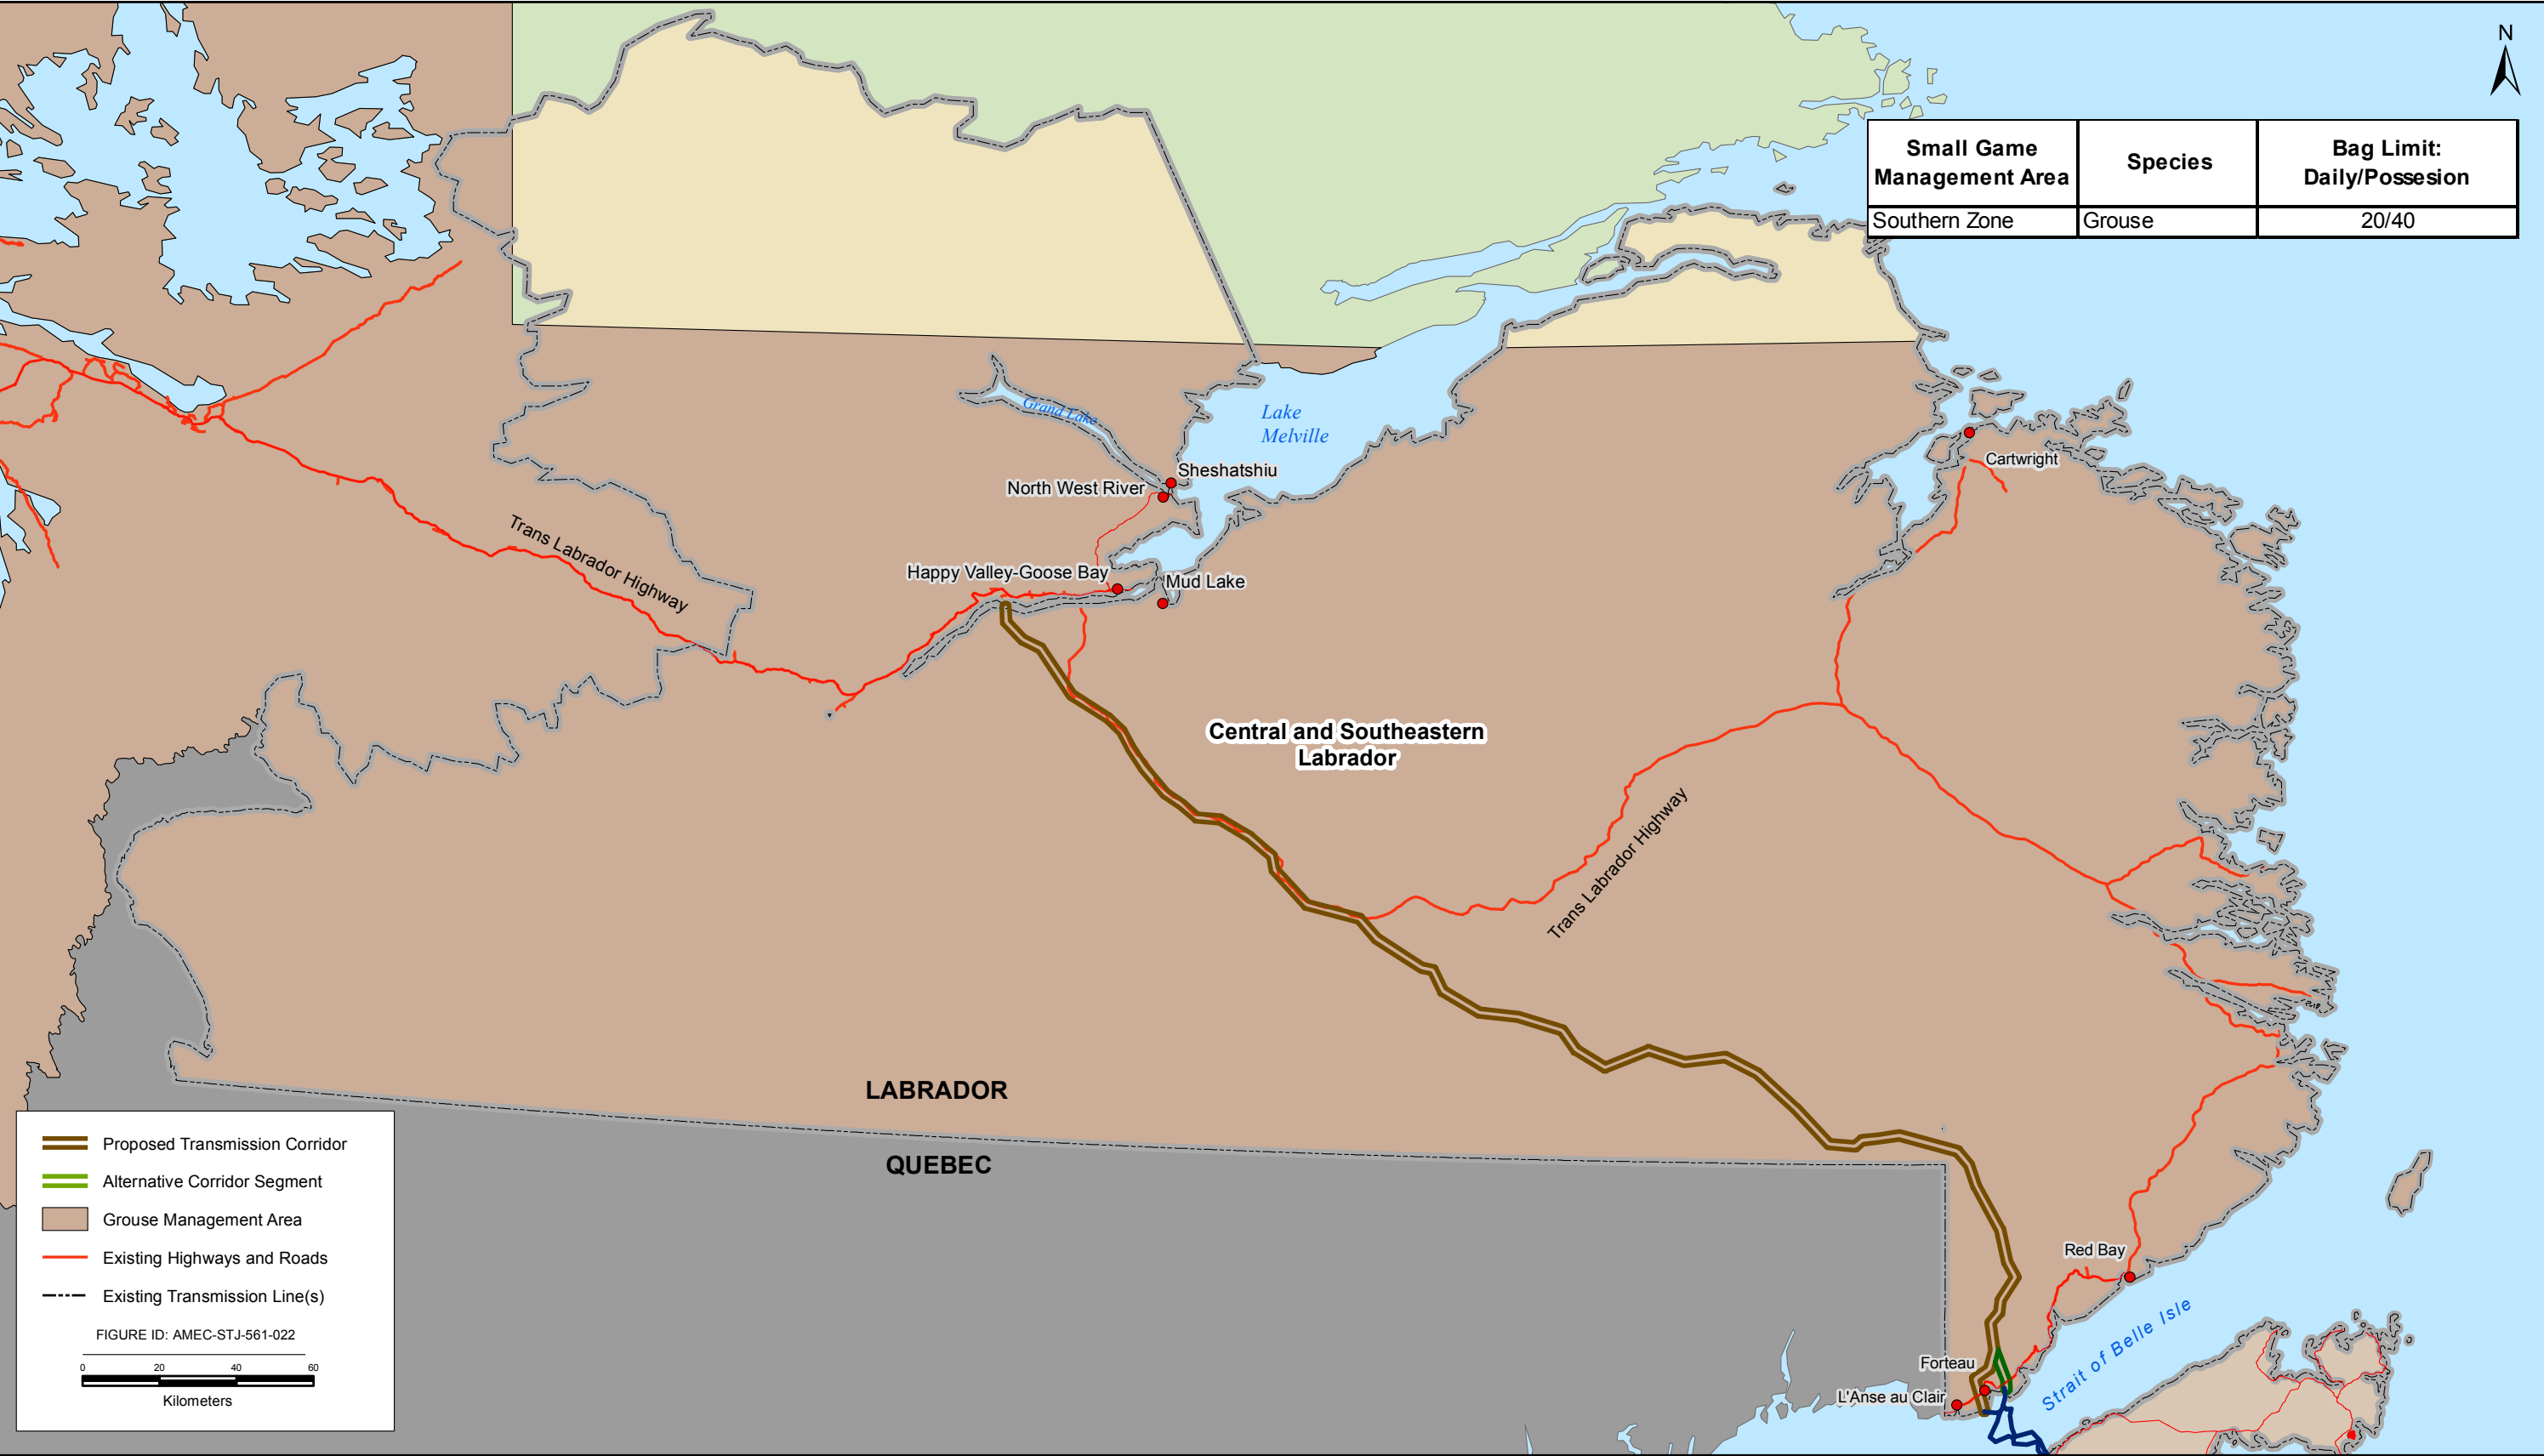 N
Small Game
Management Area
Species
Bag Limit:
Daily/Possesion
Southern Zone
Grouse
20/40
Grand Lake
Lake
Melville
Sheshatshiu
North West River
Cartwright
Trans Labrador Highway
Happy Valley-Goose Bay
Mud Lake
Central and Southeastern
Labrador
Trans Labrador Highway
LABRADOR
QUEBEC
Red Bay
Strait of Belle Isle
Forteau
L'Anse au Clair
Proposed Transmission Corridor
Alternative Corridor Segment
Grouse Management Area
Existing Highways and Roads
Existing Transmission Line(s)
FIGURE ID: AMEC-STJ-561-022
0 20 40 60
Kilometers